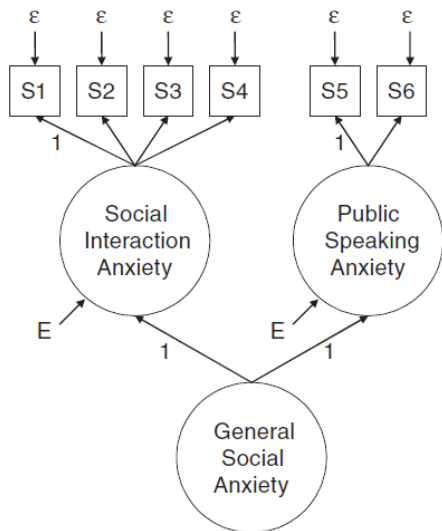 ε ε ε ε ε ε
S1 S2 S3 S4 S5 S6
1 1
Social
Interaction
Anxiety
Public
Speaking
Anxiety
E E
1 1
General
Social
Anxiety